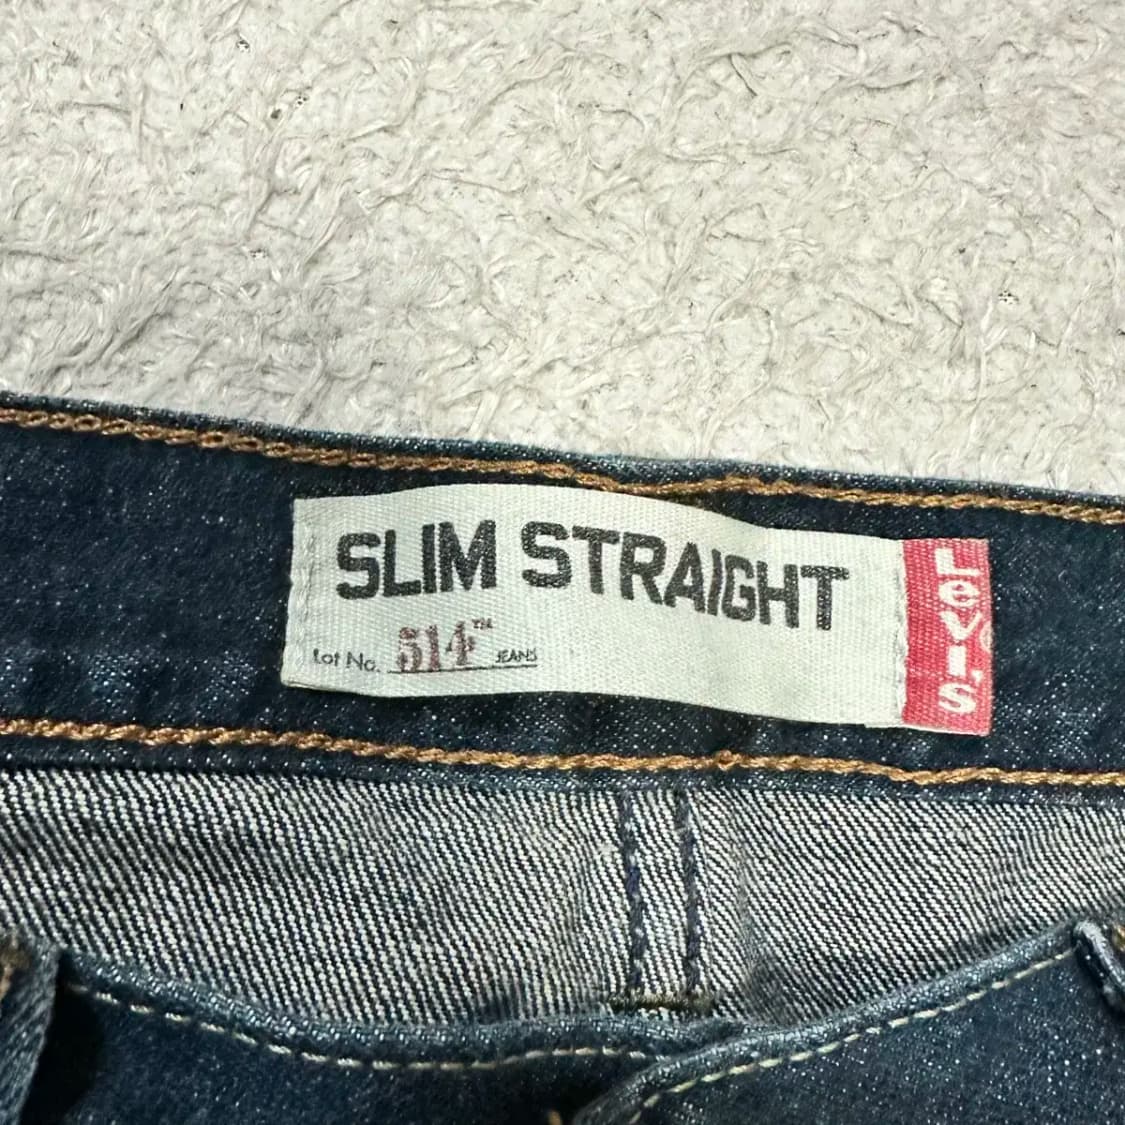 SLIM STRAIGHT
Lot No. 514™ JEANS
LeVI'S